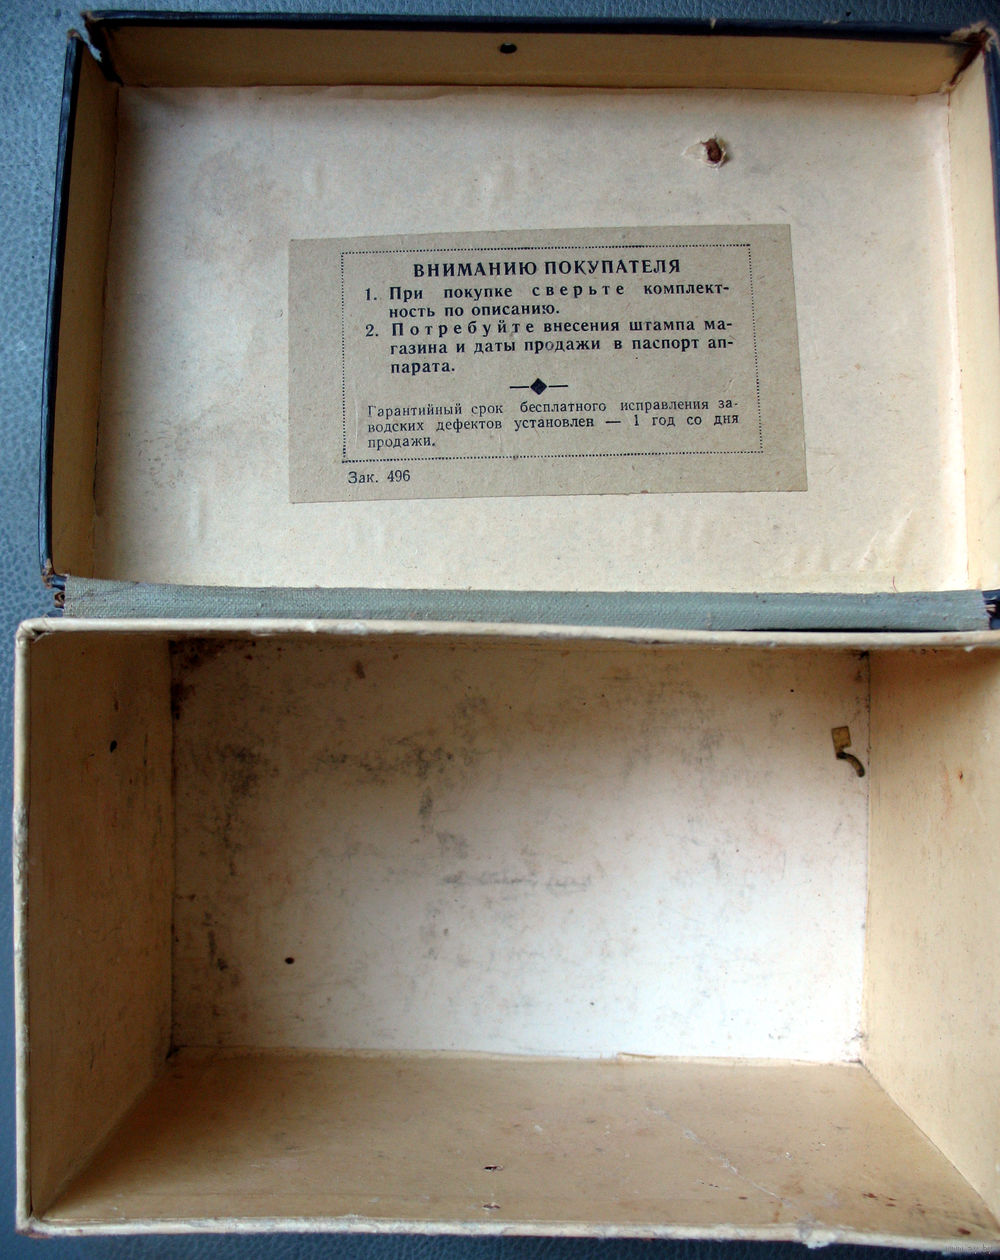 ВНИМАНИЮ ПОКУПАТЕЛЯ
1. При покупке сверьте комплект-
ность по описанию.
2. Потребуйте внесения штампа ма-
газина и даты продажи в паспорт ап-
парата.
Гарантийный срок бесплатного исправления за-
водских дефектов установлен — 1 год со дня
продажи.
Зак. 496